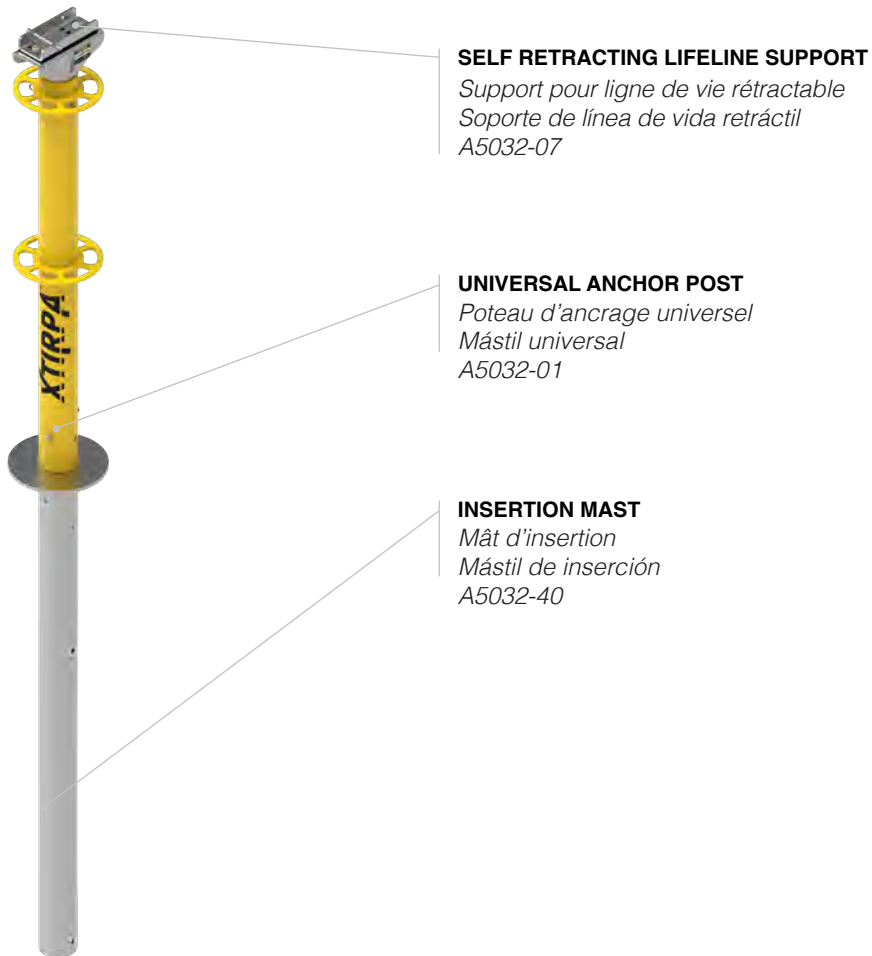 SELF RETRACTING LIFELINE SUPPORT
Support pour ligne de vie rétractable
Soporte de línea de vida retráctil
A5032-07
XTIRPA
UNIVERSAL ANCHOR POST
Poteau d'ancrage universel
Mástil universal
A5032-01
INSERTION MAST
Mât d'insertion
Mástil de inserción
A5032-40